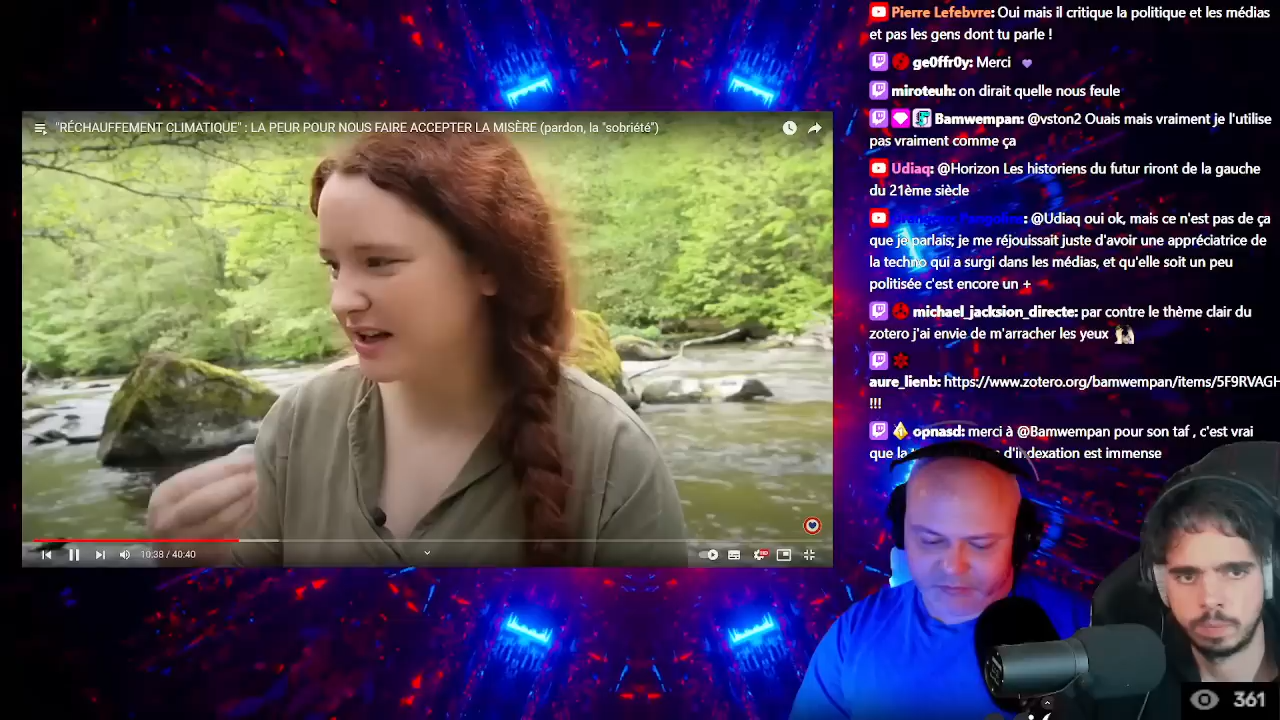 "RÉCHAUFFEMENT CLIMATIQUE" : LA PEUR POUR NOUS FAIRE ACCEPTER LA MISÈRE (pardon, la "sobriété")
10:38 / 40:40
Pierre Lefebvre: Oui mais il critique la politique et les médias
et pas les gens dont tu parle !
ge0ffr0y: Merci
miroteuh: on dirait quelle nous feule
Bamwempan: @vston2 Ouais mais vraiment je l'utilise
pas vraiment comme ça
Udiaq: @Horizon Les historiens du futur riront de la gauche
du 21ème siècle
: @Udiaq oui ok, mais ce n'est pas de ça
que je parlais; je me réjouissait juste d'avoir une appréciatrice de
la techno qui a surgi dans les médias, et qu'elle soit un peu
politisée c'est encore un +
michael_jacksion_directe: par contre le thème clair du
zotero j'ai envie de m'arracher les yeux
aure_lienb: https://www.zotero.org/bamwempan/items/5F9RVAGH
!!!
opnasd: merci à @Bamwempan pour son taf , c'est vrai
que la d'indexation est immense
361